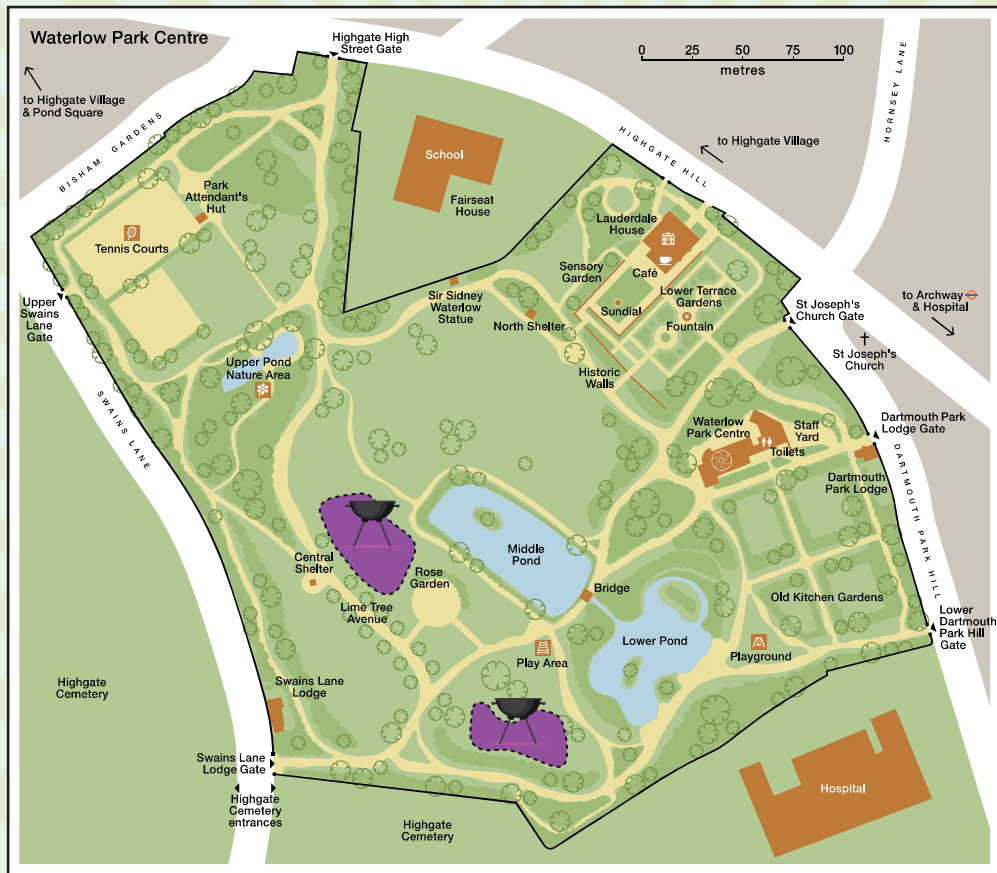 Waterlow Park Centre
Highgate High
Street Gate
0 25 50 75 100
metres
to Highgate Village
& Pond Square
HORNSEY LANE
BISHAM GARDENS
HIGHGATE HILL
to Highgate Village
School
Fairseat
House
Park
Attendant's
Hut
Tennis Courts
Lauderdale
House
Café
Sensory
Garden
Lower Terrace
Gardens
Sundial
Fountain
Sir Sidney
Waterlow
Statue
North Shelter
Upper
Swains
Lane
Gate
to Archway
& Hospital
St Joseph's
Church Gate
St Joseph's
Church
Historic
Walls
Upper Pond
Nature Area
SWAINS LANE
Waterlow
Park Centre
Staff
Yard
Toilets
Dartmouth Park
Lodge Gate
Dartmouth
Park Lodge
DARTMOUTH PARK HILL
Middle
Pond
Central
Shelter
Rose
Garden
Lime Tree
Avenue
Bridge
Old Kitchen Gardens
Lower
Dartmouth
Park Hill
Gate
Lower Pond
Play Area
Playground
Highgate
Cemetery
Swains Lane
Lodge
Swains Lane
Lodge Gate
Highgate
Cemetery
entrances
Highgate
Cemetery
Hospital